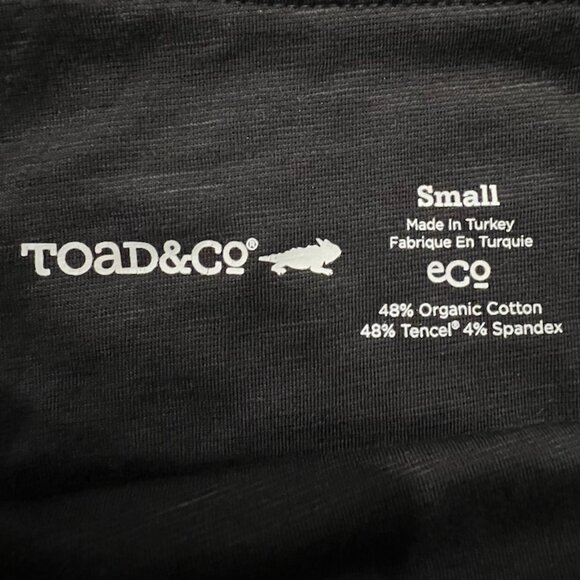 TOAD&CO®
Small
Made In Turkey
Fabrique En Turquie
eco
48% Organic Cotton
48% Tencel® 4% Spandex